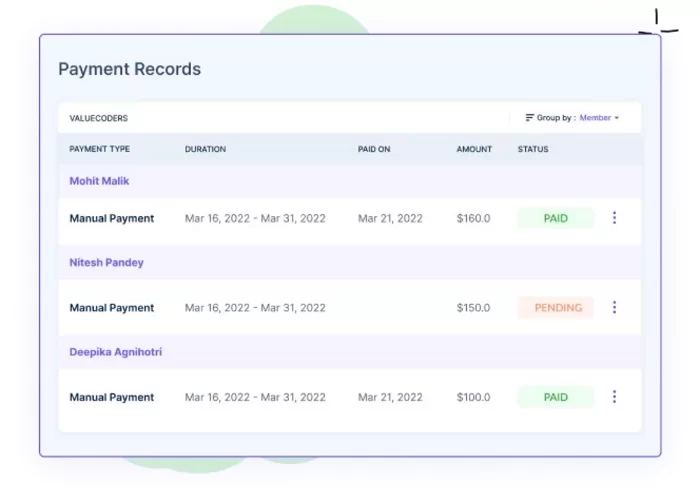 Payment Records
VALUECODERS Group by : Member
PAYMENT TYPE DURATION PAID ON AMOUNT STATUS
Mohit Malik
Manual Payment Mar 16, 2022 - Mar 31, 2022 Mar 21, 2022 $160.0 PAID
Nitesh Pandey
Manual Payment Mar 16, 2022 - Mar 31, 2022 $150.0 PENDING
Deepika Agnihotri
Manual Payment Mar 16, 2022 - Mar 31, 2022 Mar 21, 2022 $100.0 PAID